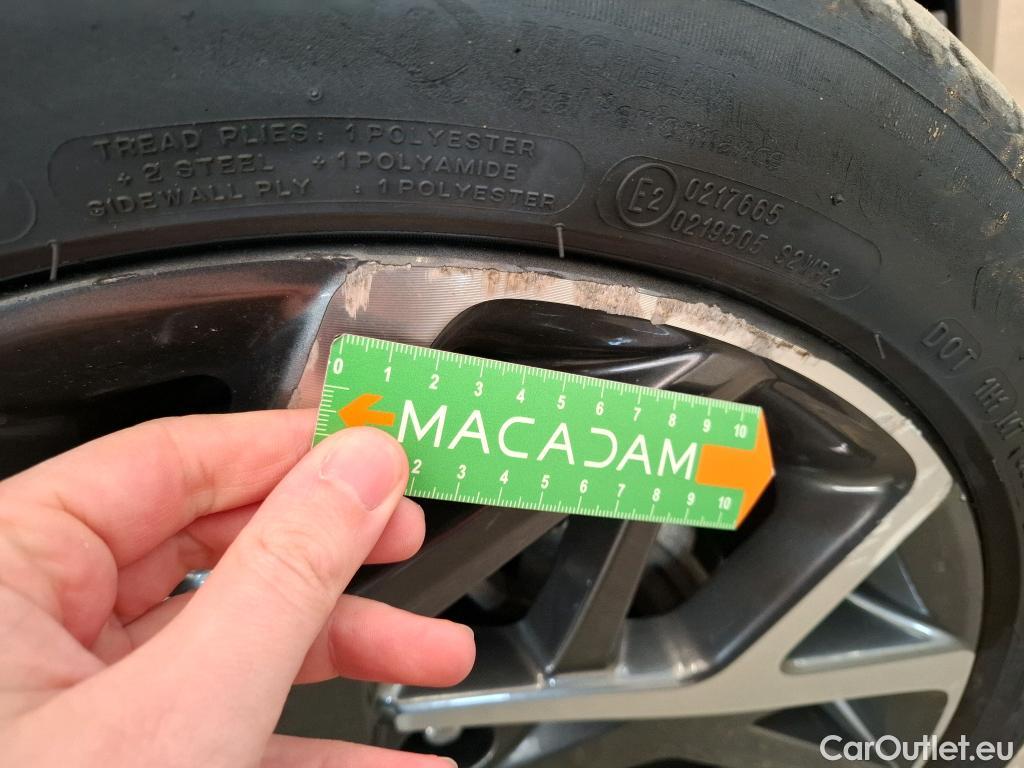 TREAD PLIES : 1 POLYESTER
+ 2 STEEL + 1 POLYAMIDE
SIDEWALL PLY : 1 POLYESTER
E2
0217665
0219505 S2WR2
DOT 1H
0 1 2 3 4 5 6 7 8 9 10
MACADAM
2 3 4 5 6 7 8 9 10
CarOutlet.eu